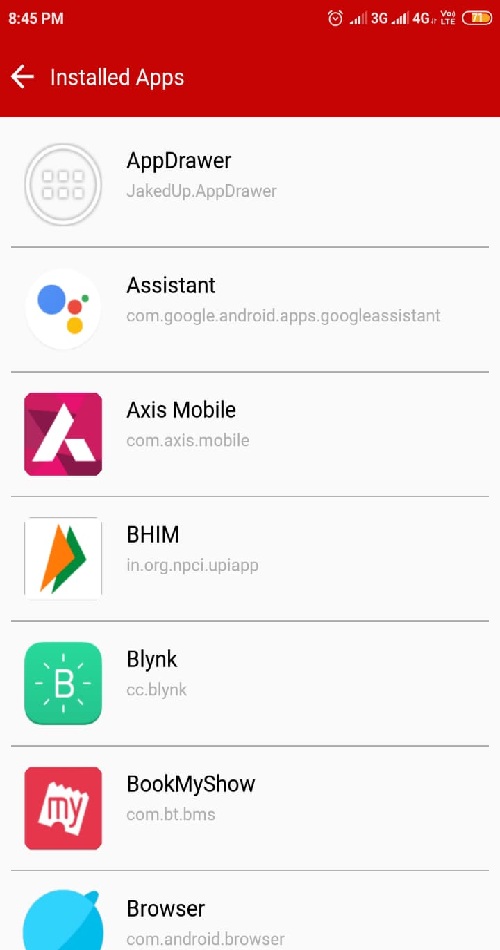 8:45 PM 3G 4G Vo) LTE 71
Installed Apps
AppDrawer
JakedUp.AppDrawer
Assistant
com.google.android.apps.googleassistant
Axis Mobile
com.axis.mobile
BHIM
in.org.npci.upiapp
B
Blynk
cc.blynk
my
BookMyShow
com.bt.bms
Browser
com.android.browser